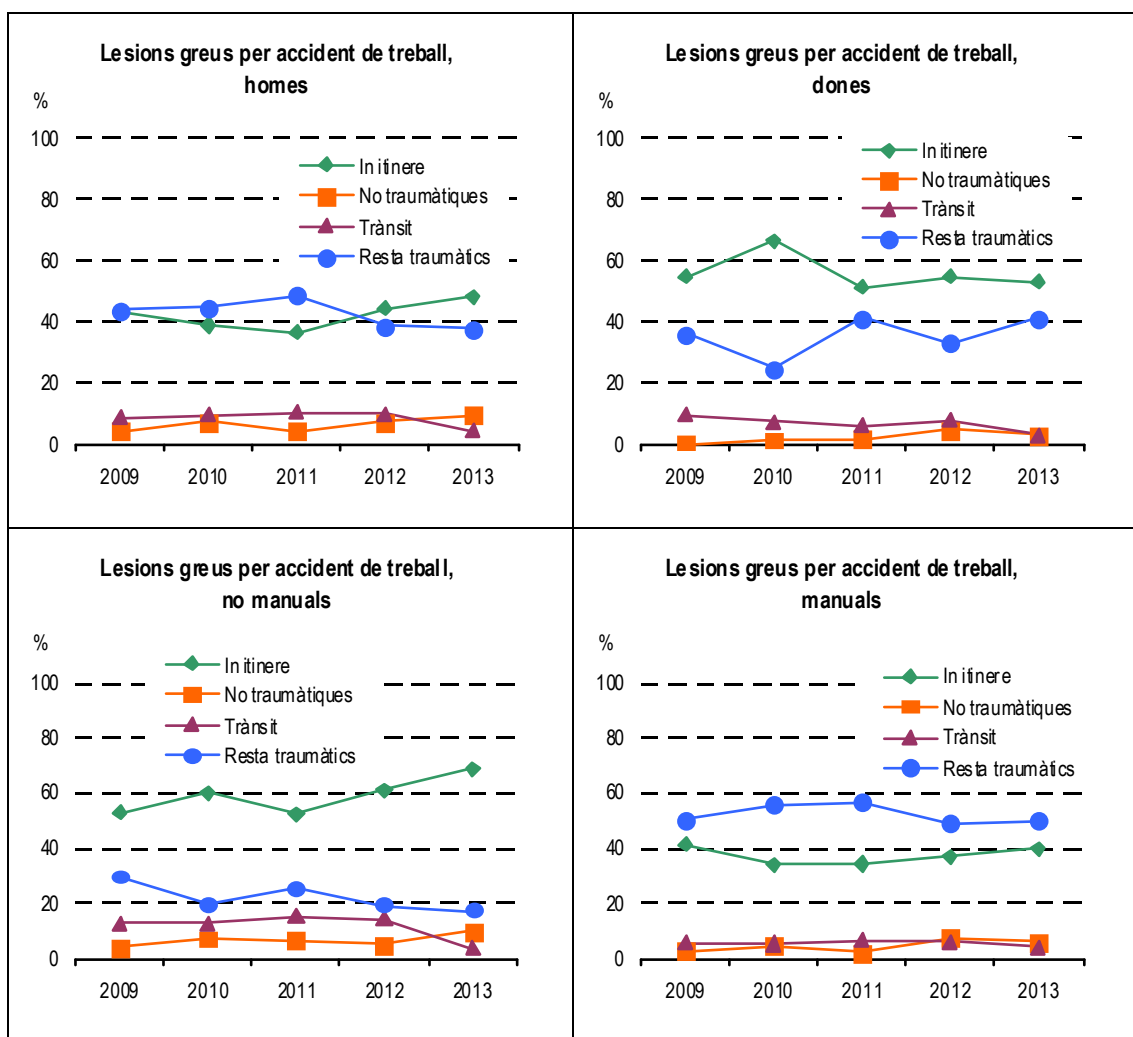 Lesions greus per accident de treball,
homes
%
100
80
60
40
20
0
In itinere
No traumàtiques
Trànsit
Resta traumàtics
2009 2010 2011 2012 2013
Lesions greus per accident de treball,
dones
%
100
80
60
40
20
0
In itinere
No traumàtiques
Trànsit
Resta traumàtics
2009 2010 2011 2012 2013
Lesions greus per accident de treball,
no manuals
%
100
80
60
40
20
0
In itinere
No traumàtiques
Trànsit
Resta traumàtics
2009 2010 2011 2012 2013
Lesions greus per accident de treball,
manuals
%
100
80
60
40
20
0
In itinere
No traumàtiques
Trànsit
Resta traumàtics
2009 2010 2011 2012 2013